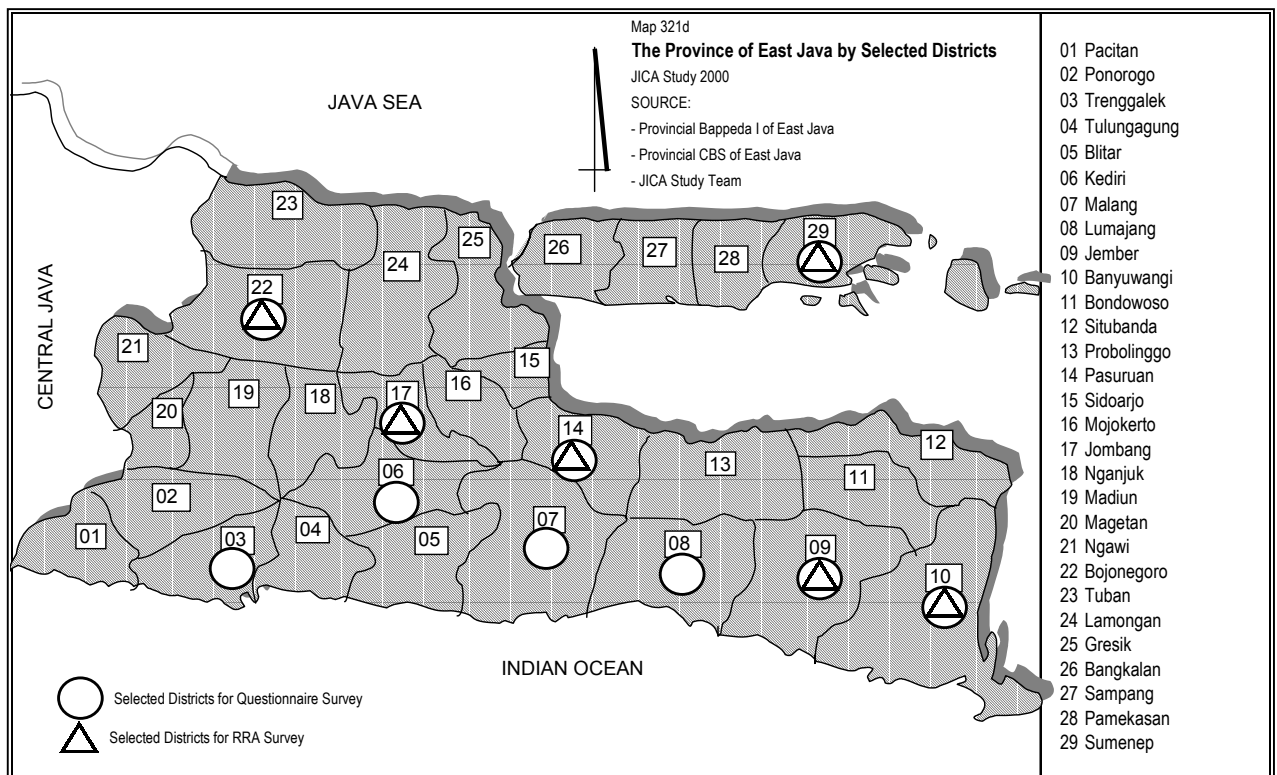 Map 321d
The Province of East Java by Selected Districts
JICA Study 2000
SOURCE:
- Provincial Bappeda I of East Java
- Provincial CBS of East Java
- JICA Study Team
JAVA SEA
CENTRAL JAVA
INDIAN OCEAN
23
25
24
26
27
28
29
22
21
20
19
18
17
16
15
14
13
12
11
06
02
01
03
04
05
07
08
09
10
Selected Districts for Questionnaire Survey
Selected Districts for RRA Survey
01 Pacitan
02 Ponorogo
03 Trenggalek
04 Tulungagung
05 Blitar
06 Kediri
07 Malang
08 Lumajang
09 Jember
10 Banyuwangi
11 Bondowoso
12 Situbanda
13 Probolinggo
14 Pasuruan
15 Sidoarjo
16 Mojokerto
17 Jombang
18 Nganjuk
19 Madiun
20 Magetan
21 Ngawi
22 Bojonegoro
23 Tuban
24 Lamongan
25 Gresik
26 Bangkalan
27 Sampang
28 Pamekasan
29 Sumenep